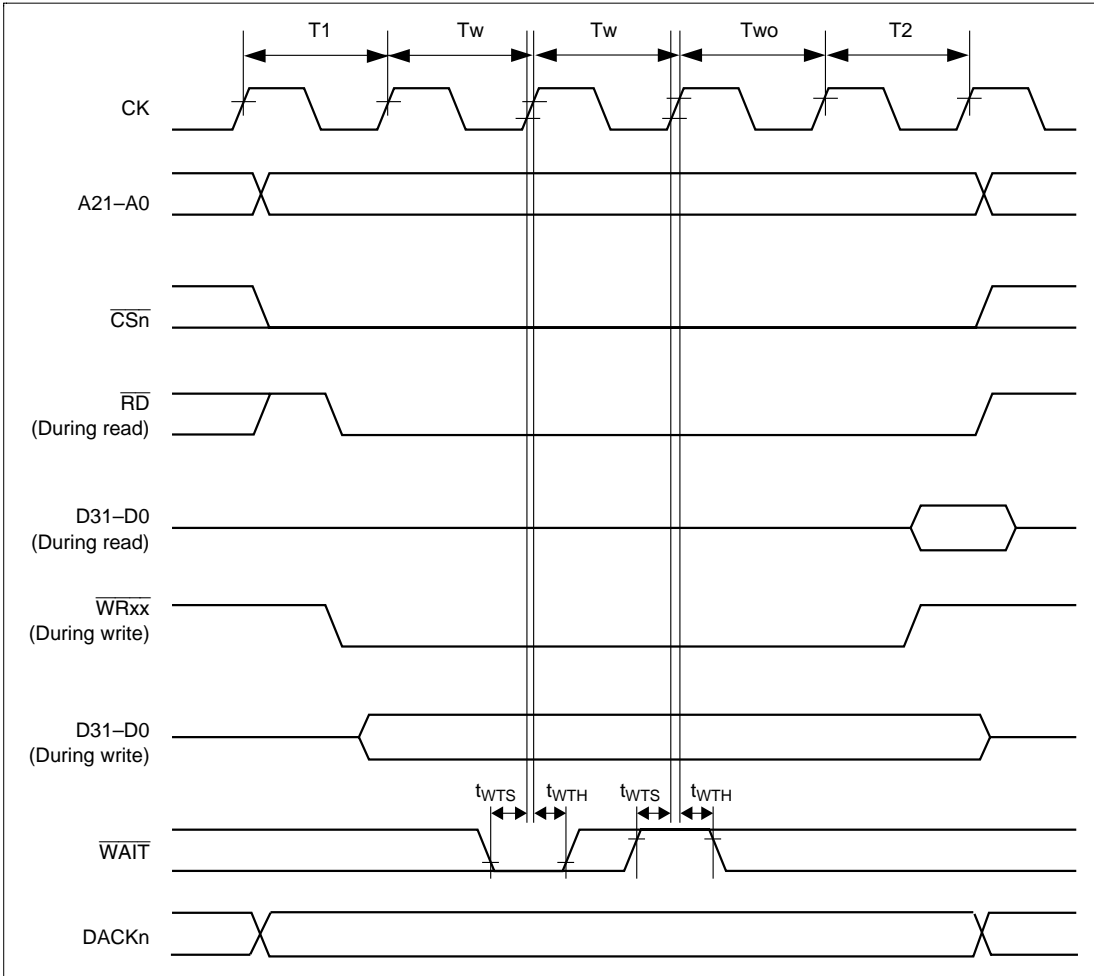 T1 Tw Tw Two T2
CK
A21–A0
CSn
RD
(During read)
D31–D0
(During read)
WRxx
(During write)
D31–D0
(During write)
tWTS tWTH tWTS tWTH
WAIT
DACKn